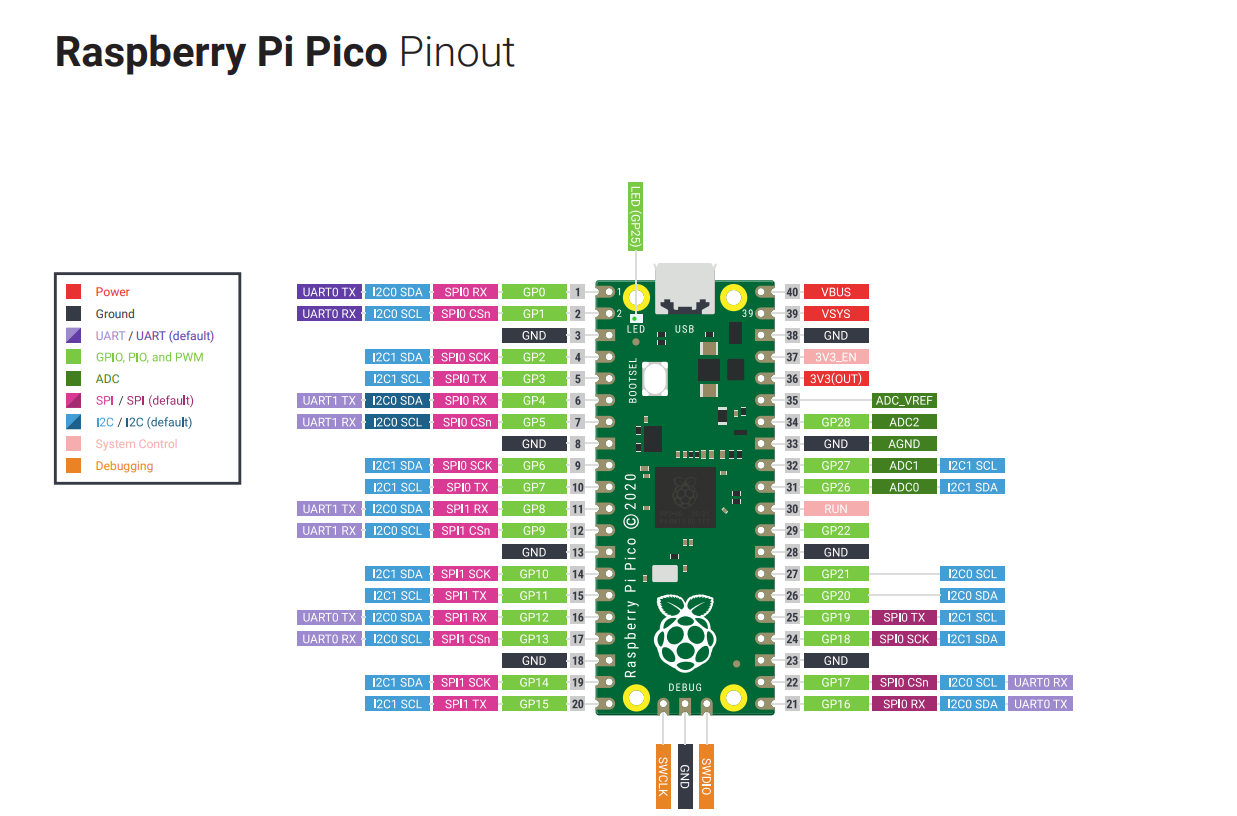 Raspberry Pi Pico Pinout
LED (GP25)
Power
Ground
UART / UART (default)
GPIO, PIO, and PWM
ADC
SPI / SPI (default)
I2C / I2C (default)
System Control
Debugging
UART0 TX I2C0 SDA SPI0 RX GP0 1
UART0 RX I2C0 SCL SPI0 CSn GP1 2
GND 3
I2C1 SDA SPI0 SCK GP2 4
I2C1 SCL SPI0 TX GP3 5
UART1 TX I2C0 SDA SPI0 RX GP4 6
UART1 RX I2C0 SCL SPI0 CSn GP5 7
GND 8
I2C1 SDA SPI0 SCK GP6 9
I2C1 SCL SPI0 TX GP7 10
UART1 TX I2C0 SDA SPI1 RX GP8 11
UART1 RX I2C0 SCL SPI1 CSn GP9 12
GND 13
I2C1 SDA SPI1 SCK GP10 14
I2C1 SCL SPI1 TX GP11 15
UART0 TX I2C0 SDA SPI1 RX GP12 16
UART0 RX I2C0 SCL SPI1 CSn GP13 17
GND 18
I2C1 SDA SPI1 SCK GP14 19
I2C1 SCL SPI1 TX GP15 20
1
2
39
LED
USB
BOOTSEL
Raspberry Pi Pico © 2020
DEBUG
40 VBUS
39 VSYS
38 GND
37 3V3_EN
36 3V3(OUT)
35 ADC_VREF
34 GP28 ADC2
33 GND AGND
32 GP27 ADC1 I2C1 SCL
31 GP26 ADC0 I2C1 SDA
30 RUN
29 GP22
28 GND
27 GP21 I2C0 SCL
26 GP20 I2C0 SDA
25 GP19 SPI0 TX I2C1 SCL
24 GP18 SPI0 SCK I2C1 SDA
23 GND
22 GP17 SPI0 CSn I2C0 SCL UART0 RX
21 GP16 SPI0 RX I2C0 SDA UART0 TX
SWCLK
GND
SWDIO